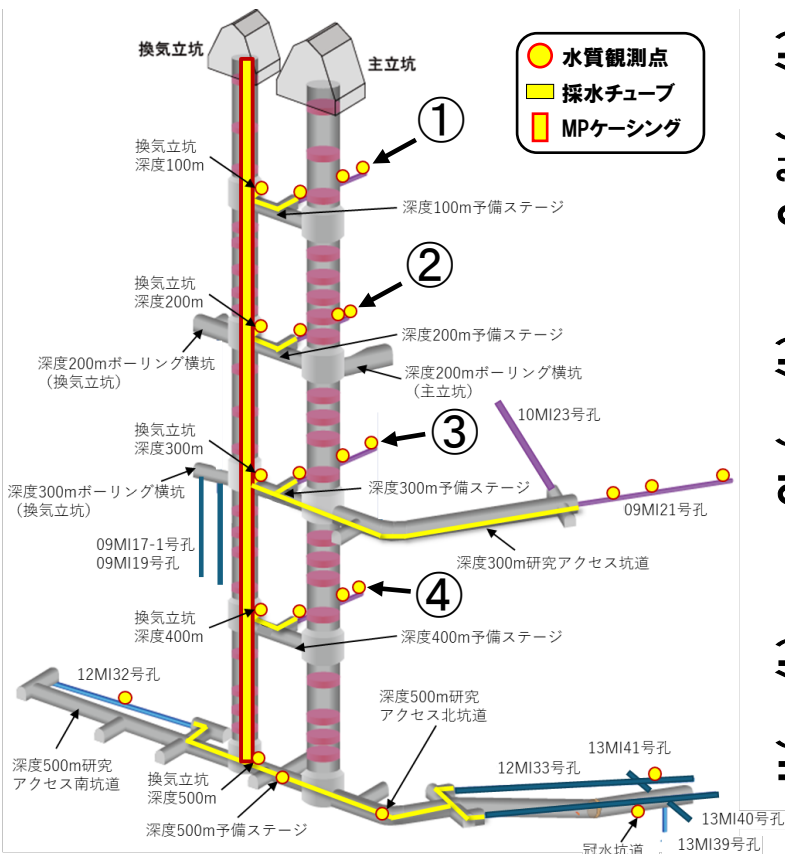 換気立坑
主立坑
水質観測点
採水チューブ
MPケーシング
①
換気立坑
深度100m
深度100m予備ステージ
②
換気立坑
深度200m
深度200m予備ステージ
深度200mボーリング横坑
（換気立坑）
深度200mボーリング横坑
（主立坑）
10MI23号孔
③
換気立坑
深度300m
深度300m予備ステージ
深度300mボーリング横坑
（換気立坑）
09MI21号孔
09MI17-1号孔
09MI19号孔
深度300m研究アクセス坑道
④
換気立坑
深度400m
深度400m予備ステージ
12MI32号孔
深度500m研究
アクセス北坑道
13MI41号孔
12MI33号孔
深度500m研究
アクセス南坑道
換気立坑
深度500m
深度500m予備ステージ
13MI40号孔
冠水坑道
13MI39号孔